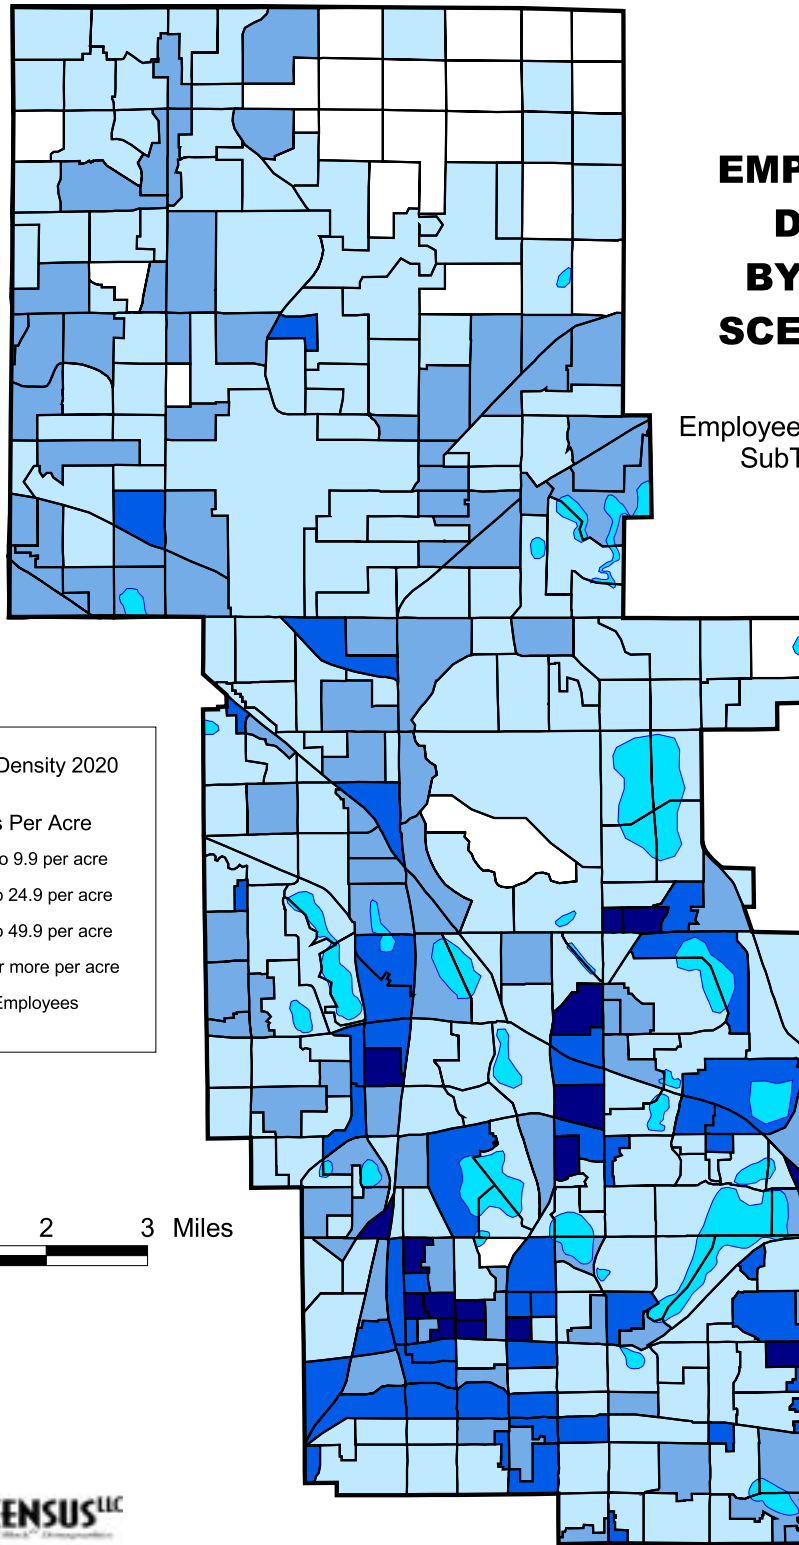 EMP
D
BY
SCE
Employee
SubT
Density 2020
s Per Acre
o 9.9 per acre
o 24.9 per acre
o 49.9 per acre
r more per acre
Employees
2 3 Miles
ENSUS LLC